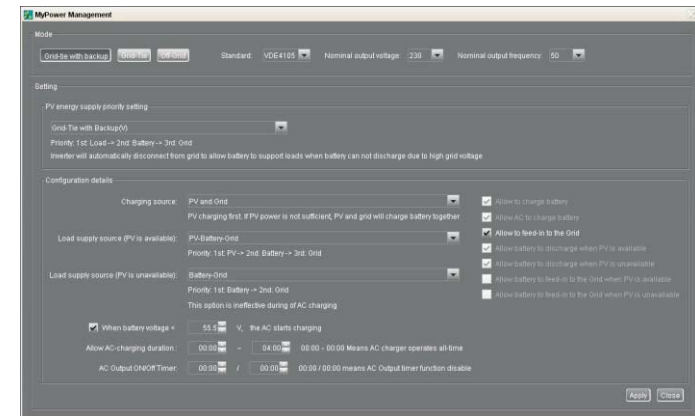 MyPower Management
Mode
Grid-tie with backup Grid-Tie Off-Grid Standard: VDE4105 Nominal output voltage: 230 Nominal output frequency: 50
Setting
PV energy supply priority setting
Grid-Tie with Backup(V)
Priority: 1st: Load-> 2nd: Battery-> 3rd: Grid
Inverter will automatically disconnect from grid to allow battery to support loads when battery can not discharge due to high grid voltage
Configuration details
Charging source: PV and Grid
PV charging first. If PV power is not sufficient, PV and grid will charge battery together
Load supply source (PV is available): PV-Battery-Grid
Priority: 1st: PV-> 2nd: Battery-> 3rd: Grid
Load supply source (PV is unavailable): Battery-Grid
Priority: 1st: Battery -> 2nd: Grid
This option is ineffective during of AC charging
When battery voltage < 55.5 V, the AC starts charging
Allow AC-charging duration : 00:00 ~ 04:00 00:00 - 00:00 Means AC charger operates all-time
AC Output ON/Off Timer: 00:00 / 00:00 00:00 / 00:00 means AC Output timer function disable
Allow to charge battery
Allow AC to charge battery
Allow to feed-in to the Grid
Allow battery to discharge when PV is available
Allow battery to discharge when PV is unavailable
Allow battery to feed-in to the Grid when PV is available
Allow battery to feed-in to the Grid when PV is unavailable
Apply Close